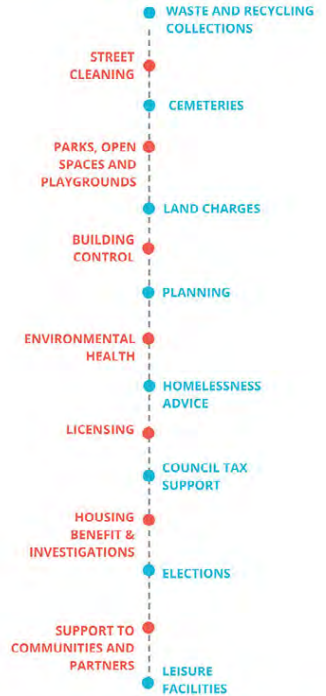 WASTE AND RECYCLING
COLLECTIONS
STREET
CLEANING
CEMETERIES
PARKS, OPEN
SPACES AND
PLAYGROUNDS
LAND CHARGES
BUILDING
CONTROL
PLANNING
ENVIRONMENTAL
HEALTH
HOMELESSNESS
ADVICE
LICENSING
COUNCIL TAX
SUPPORT
HOUSING
BENEFIT &
INVESTIGATIONS
ELECTIONS
SUPPORT TO
COMMUNITIES AND
PARTNERS
LEISURE
FACILITIES